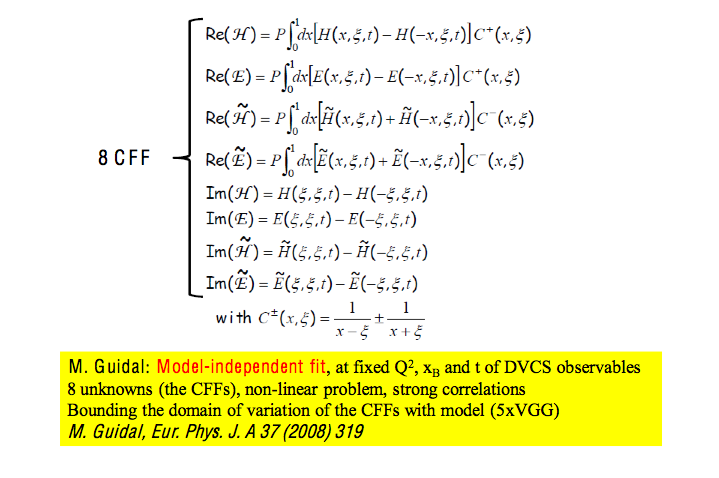 Re(ℋ) = P∫₀¹dx[H(x,ξ,t) – H(–x,ξ,t)]C⁺(x,ξ)
Re(ℰ) = P∫₀¹dx[E(x,ξ,t) – E(–x,ξ,t)]C⁺(x,ξ)
Re(ℋ̃) = P∫₀¹dx[H̃(x,ξ,t) + H̃(–x,ξ,t)]C⁻(x,ξ)
8 CFF
Re(ℰ̃) = P∫₀¹dx[Ẽ(x,ξ,t) + Ẽ(–x,ξ,t)]C⁻(x,ξ)
Im(ℋ) = H(ξ,ξ,t) – H(–ξ,ξ,t)
Im(ℰ) = E(ξ,ξ,t) – E(–ξ,ξ,t)
Im(ℋ̃) = H̃(ξ,ξ,t) – H̃(–ξ,ξ,t)
Im(ℰ̃) = Ẽ(ξ,ξ,t) – Ẽ(–ξ,ξ,t)
with C±(x,ξ) = 1/(x – ξ) ± 1/(x + ξ)
M. Guidal: Model-independent fit, at fixed Q², x_B and t of DVCS observables
8 unknowns (the CFFs), non-linear problem, strong correlations
Bounding the domain of variation of the CFFs with model (5xVGG)
M. Guidal, Eur. Phys. J. A 37 (2008) 319